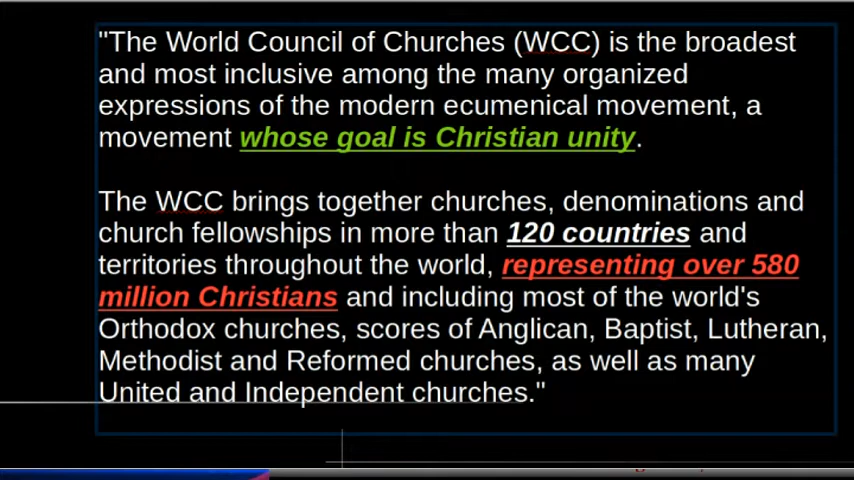 "The World Council of Churches (WCC) is the broadest
and most inclusive among the many organized
expressions of the modern ecumenical movement, a
movement whose goal is Christian unity.
The WCC brings together churches, denominations and
church fellowships in more than 120 countries and
territories throughout the world, representing over 580
million Christians and including most of the world's
Orthodox churches, scores of Anglican, Baptist, Lutheran,
Methodist and Reformed churches, as well as many
United and Independent churches."